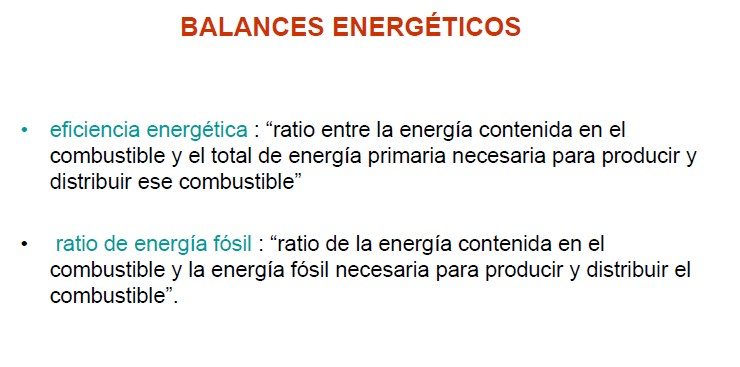 BALANCES ENERGÉTICOS
• eficiencia energética : “ratio entre la energía contenida en el
combustible y el total de energía primaria necesaria para producir y
distribuir ese combustible”
• ratio de energía fósil : “ratio de la energía contenida en el
combustible y la energía fósil necesaria para producir y distribuir el
combustible”.